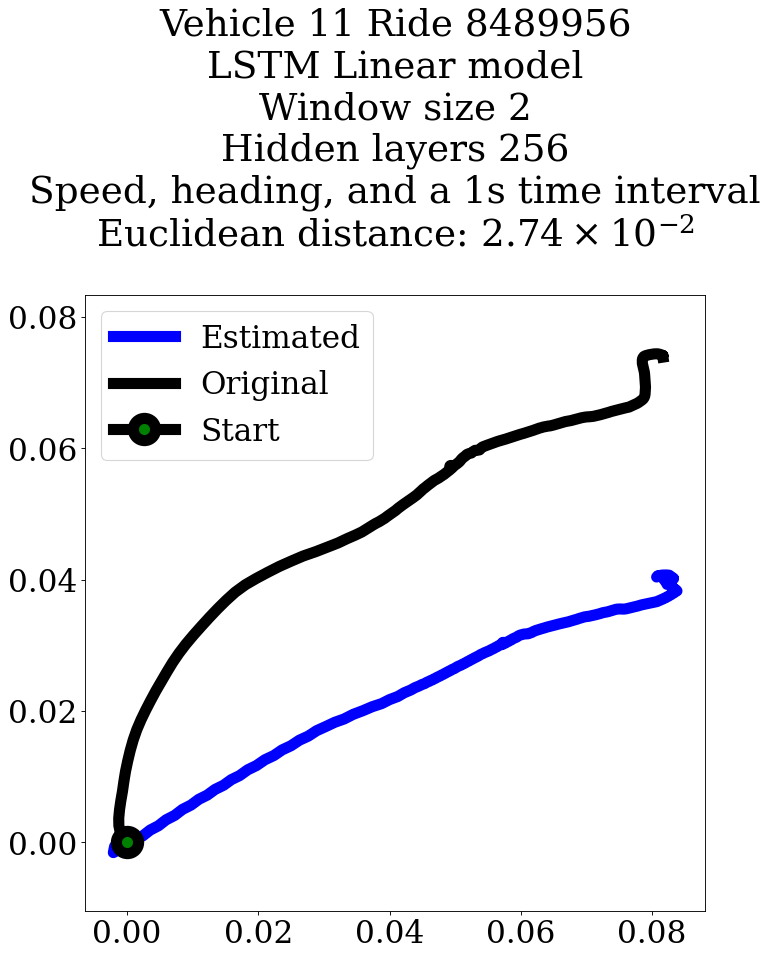 Vehicle 11 Ride 8489956
LSTM Linear model
Window size 2
Hidden layers 256
Speed, heading, and a 1s time interval
Euclidean distance: 2.74 × 10⁻²
Estimated
Original
Start
0.08
0.06
0.04
0.02
0.00
0.00 0.02 0.04 0.06 0.08